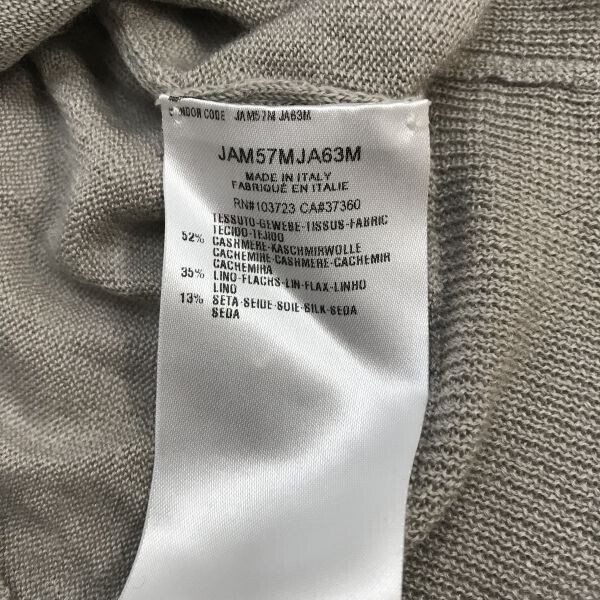 VENDOR CODE JAM57M JA63M
JAM57MJA63M
MADE IN ITALY
FABRIQUÉ EN ITALIE
RN#103723 CA#37360
TESSUTO-GEWEBE-TISSUS-FABRIC
TECIDO-TEJIDO
52% CASHMERE-KASCHMIRWOLLE
CACHEMIRE-CASHMERE-CACHEMIR
CACHEMIRA
35% LINO-FLACHS-LIN-FLAX-LINHO
LINO
13% SETA-SEIDE-SOIE-SILK-SEDA
SEDA